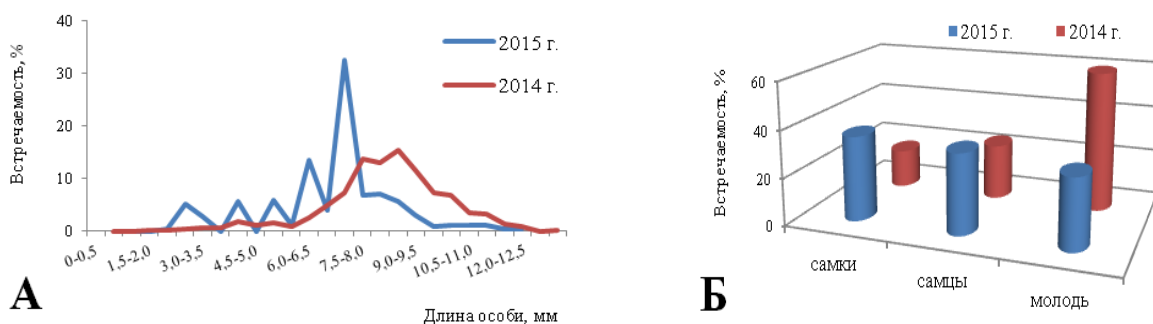 40
30
20
10
0
Встречаемость, %
2015 г.
2014 г.
0-0,5
1,5-2,0
3,0-3,5
4,5-5,0
6,0-6,5
7,5-8,0
9,0-9,5
10,5-11,0
12,0-12,5
Длина особи, мм
А
2015 г.
2014 г.
60
40
20
0
Встречаемость, %
самки
самцы
молодь
Б